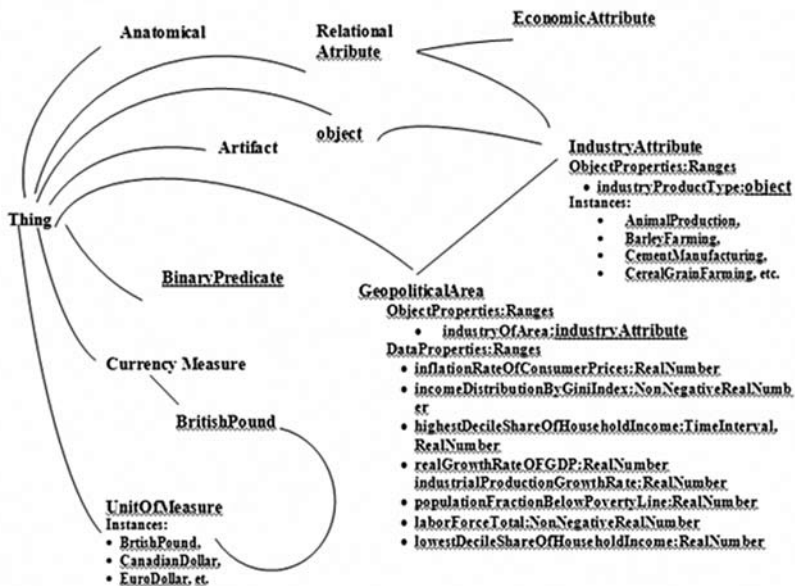 Anatomical
Relational
Atribute
EconomicAttribute
Artifact
object
IndustryAttribute
ObjectProperties:Ranges
• industryProductType:object
Instances:
• AnimalProduction,
• BarleyFarming,
• CementManufacturing,
• CerealGrainFarming, etc.
Thing
BinaryPredicate
GeopoliticalArea
ObjectProperties:Ranges
• industryOfArea:industryAttribute
DataProperties:Ranges
• inflationRateOfConsumerPrices:RealNumber
• incomeDistributionByGiniIndex:NonNegativeRealNumb
er
• highestDecileShareOfHouseholdIncome:TimeInterval,
RealNumber
• realGrowthRateOFGDP:RealNumber
industrialProductionGrowthRate:RealNumber
• populationFractionBelowPovertyLine:RealNumber
• laborForceTotal:NonNegativeRealNumber
• lowestDecileShareOfHouseholdIncome:RealNumber
Currency Measure
BritishPound
UnitOfMeasure
Instances:
• BrtishPound,
• CanadianDollar,
• EuroDollar, et.